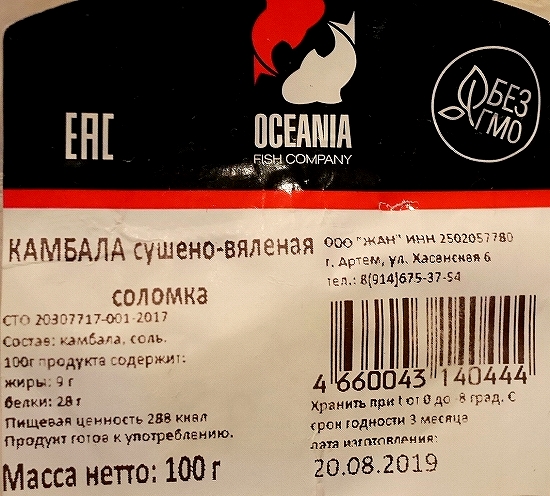 OCEANIA
FISH COMPANY
EAC
БЕЗ
ГМО
КАМБАЛА сушено-вяленая
соломка
СТО 20307717-001-2017
Состав: камбала, соль.
100г продукта содержит:
жиры: 9 г
белки: 28 г
Пищевая ценность 288 ккал
Продукт готов к употреблению.
Масса нетто: 100 г
ООО "ЖАН" ИНН 2502057780
г. Артем, ул. Хасанская 6
тел.: 8(914)675-37-54
4 660043 140444
Хранить при t от 0 до -8 град. С
срок годности 3 месяца
дата изготовления:
20.08.2019